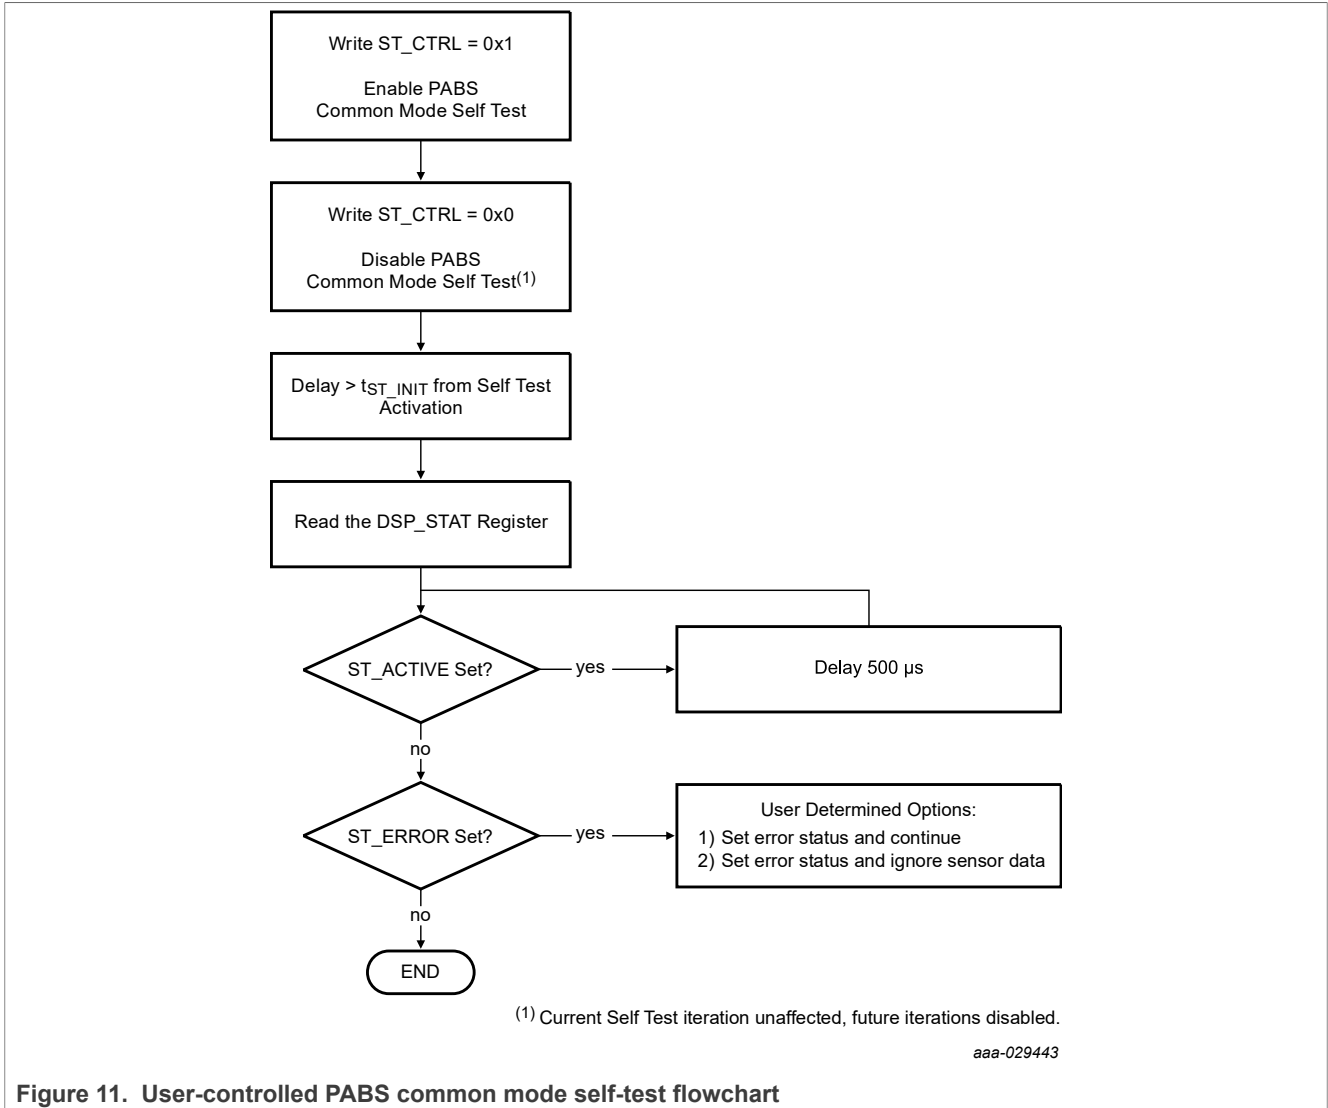 Write ST_CTRL = 0x1
Enable PABS
Common Mode Self Test
Write ST_CTRL = 0x0
Disable PABS
Common Mode Self Test(1)
Delay > tST_INIT from Self Test
Activation
Read the DSP_STAT Register
ST_ACTIVE Set?
yes
Delay 500 µs
no
ST_ERROR Set?
yes
User Determined Options:
1) Set error status and continue
2) Set error status and ignore sensor data
no
END
(1) Current Self Test iteration unaffected, future iterations disabled.
aaa-029443
Figure 11. User-controlled PABS common mode self-test flowchart